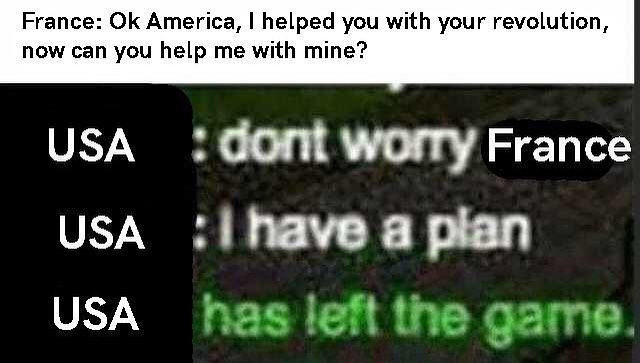 France: Ok America, I helped you with your revolution,
now can you help me with mine?
USA : dont worry France
USA : I have a plan
USA has left the game.